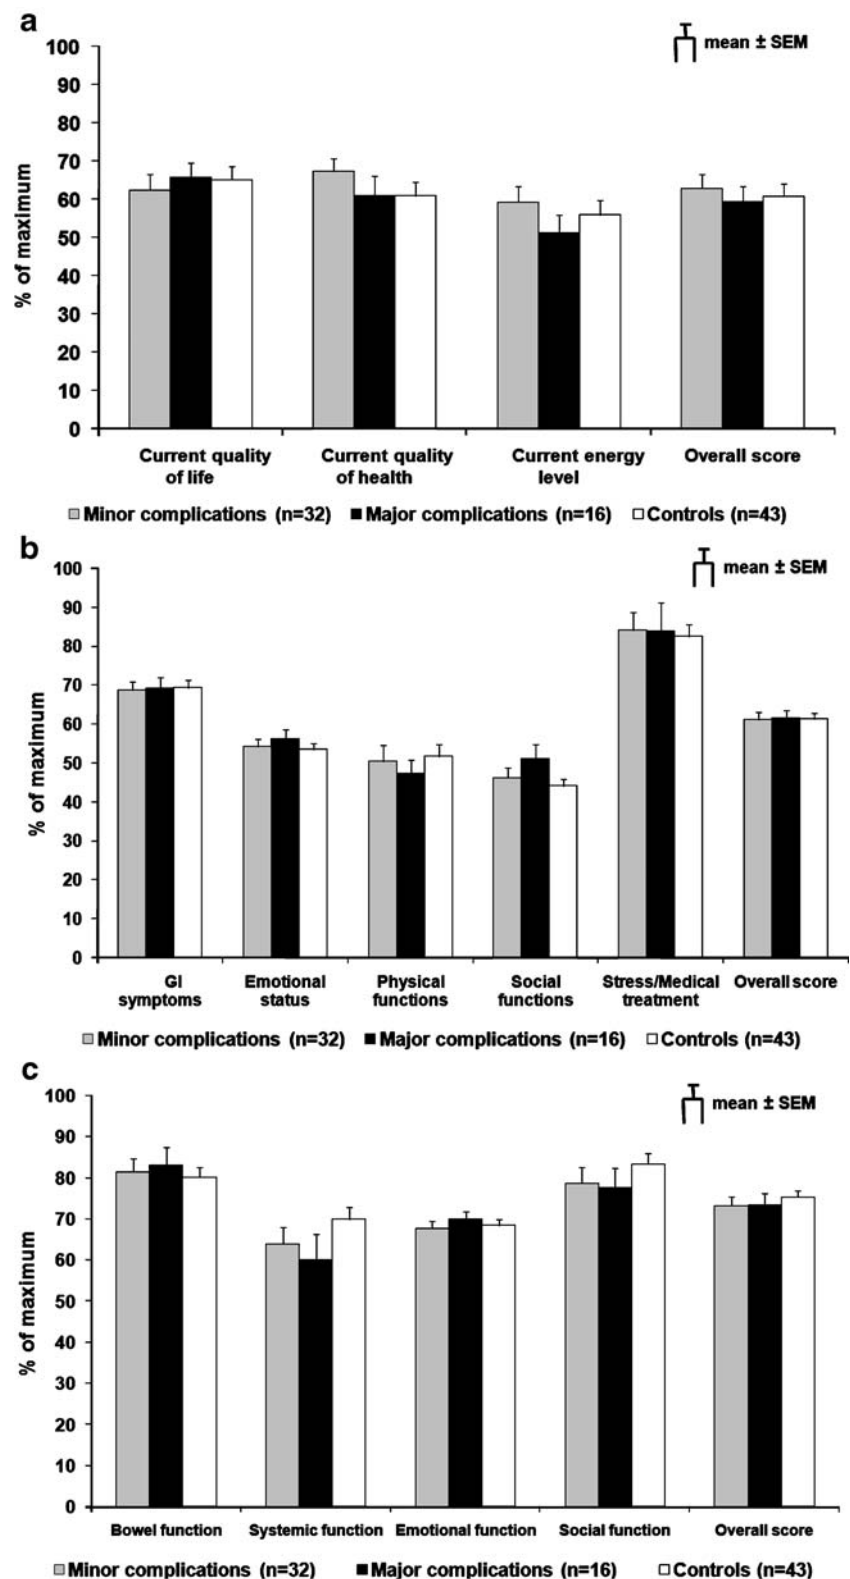 a
mean ± SEM
100
90
80
70
60
50
40
30
20
10
0
% of maximum
Current quality of life
Current quality of health
Current energy level
Overall score
Minor complications (n=32) Major complications (n=16) Controls (n=43)
b
mean ± SEM
100
90
80
70
60
50
40
30
20
10
0
% of maximum
GI symptoms
Emotional status
Physical functions
Social functions
Stress/Medical treatment
Overall score
Minor complications (n=32) Major complications (n=16) Controls (n=43)
c
mean ± SEM
100
90
80
70
60
50
40
30
20
10
0
% of maximum
Bowel function Systemic function Emotional function Social function Overall score
Minor complications (n=32) Major complications (n=16) Controls (n=43)